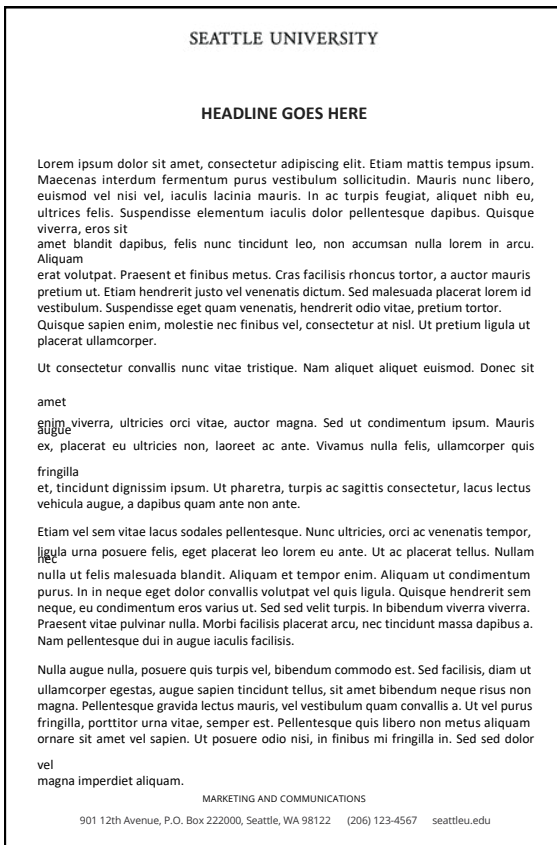 SEATTLE UNIVERSITY
HEADLINE GOES HERE
Lorem ipsum dolor sit amet, consectetur adipiscing elit. Etiam mattis tempus ipsum.
Maecenas interdum fermentum purus vestibulum sollicitudin. Mauris nunc libero,
euismod vel nisi vel, iaculis lacinia mauris. In ac turpis feugiat, aliquet nibh eu,
ultrices felis. Suspendisse elementum iaculis dolor pellentesque dapibus. Quisque
viverra, eros sit
amet blandit dapibus, felis nunc tincidunt leo, non accumsan nulla lorem in arcu.
Aliquam
erat volutpat. Praesent et finibus metus. Cras facilisis rhoncus tortor, a auctor mauris
pretium ut. Etiam hendrerit justo vel venenatis dictum. Sed malesuada placerat lorem id
vestibulum. Suspendisse eget quam venenatis, hendrerit odio vitae, pretium tortor.
Quisque sapien enim, molestie nec finibus vel, consectetur at nisl. Ut pretium ligula ut
placerat ullamcorper.
Ut consectetur convallis nunc vitae tristique. Nam aliquet aliquet euismod. Donec sit
amet
enim viverra, ultricies orci vitae, auctor magna. Sed ut condimentum ipsum. Mauris
augue
ex, placerat eu ultricies non, laoreet ac ante. Vivamus nulla felis, ullamcorper quis
fringilla
et, tincidunt dignissim ipsum. Ut pharetra, turpis ac sagittis consectetur, lacus lectus
vehicula augue, a dapibus quam ante non ante.
Etiam vel sem vitae lacus sodales pellentesque. Nunc ultricies, orci ac venenatis tempor,
ligula urna posuere felis, eget placerat leo lorem eu ante. Ut ac placerat tellus. Nullam
nec
nulla ut felis malesuada blandit. Aliquam et tempor enim. Aliquam ut condimentum
purus. In in neque eget dolor convallis volutpat vel quis ligula. Quisque hendrerit sem
neque, eu condimentum eros varius ut. Sed sed velit turpis. In bibendum viverra viverra.
Praesent vitae pulvinar nulla. Morbi facilisis placerat arcu, nec tincidunt massa dapibus a.
Nam pellentesque dui in augue iaculis facilisis.
Nulla augue nulla, posuere quis turpis vel, bibendum commodo est. Sed facilisis, diam ut
ullamcorper egestas, augue sapien tincidunt tellus, sit amet bibendum neque risus non
magna. Pellentesque gravida lectus mauris, vel vestibulum quam convallis a. Ut vel purus
fringilla, porttitor urna vitae, semper est. Pellentesque quis libero non metus aliquam
ornare sit amet vel sapien. Ut posuere odio nisi, in finibus mi fringilla in. Sed sed dolor
vel
magna imperdiet aliquam.
MARKETING AND COMMUNICATIONS
901 12th Avenue, P.O. Box 222000, Seattle, WA 98122 (206) 123-4567 seattleu.edu